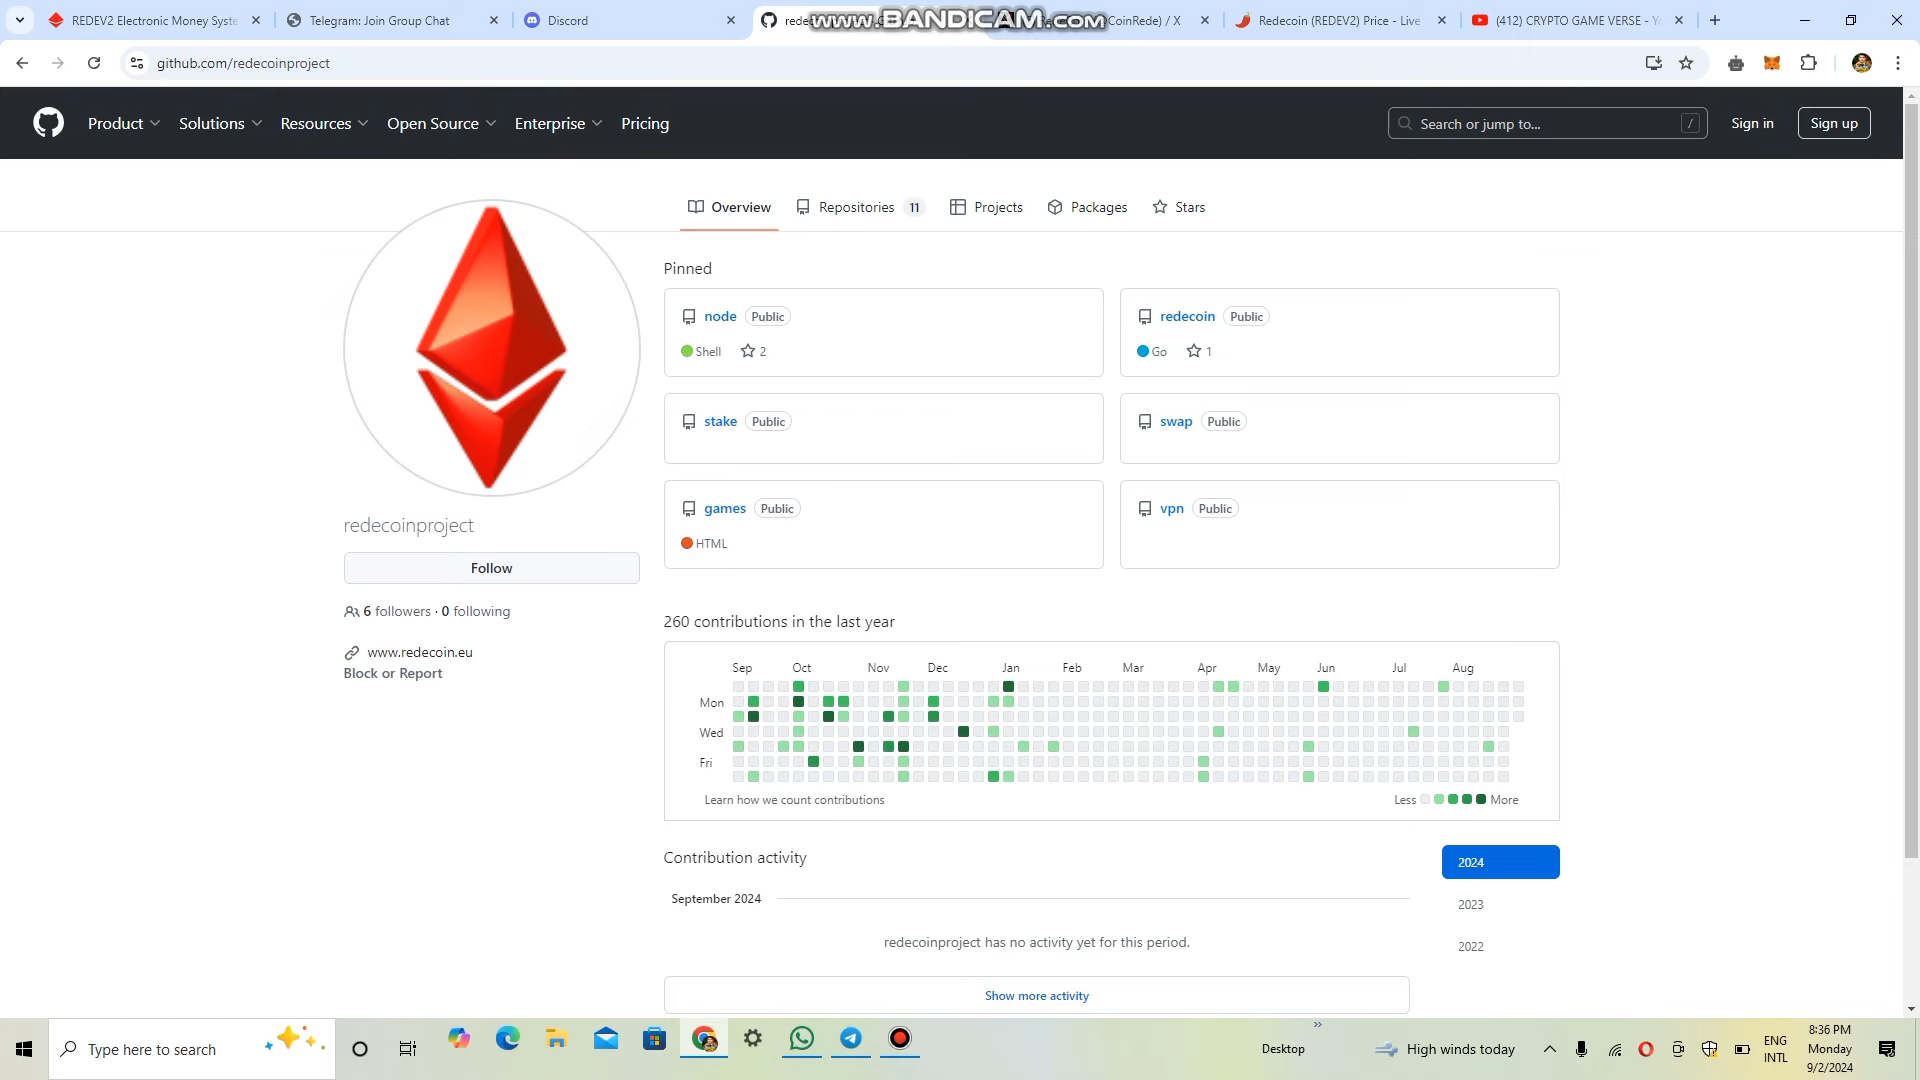 REDEV2 Electronic Money Syste
Telegram: Join Group Chat
Discord
www.BANDICAM.com
CoinRede) / X
Redecoin (REDEV2) Price - Live
(412) CRYPTO GAME VERSE - Yo
github.com/redecoinproject
Product
Solutions
Resources
Open Source
Enterprise
Pricing
Search or jump to...
/
Sign in
Sign up
Overview
Repositories 11
Projects
Packages
Stars
Pinned
node Public
Shell 2
redecoin Public
Go 1
stake Public
swap Public
games Public
HTML
vpn Public
redecoinproject
Follow
6 followers · 0 following
www.redecoin.eu
Block or Report
260 contributions in the last year
Sep Oct Nov Dec Jan Feb Mar Apr May Jun Jul Aug
Mon
Wed
Fri
Learn how we count contributions
Less More
Contribution activity
2024
2023
2022
September 2024
redecoinproject has no activity yet for this period.
Show more activity
Type here to search
Desktop
High winds today
ENG
INTL
8:36 PM
Monday
9/2/2024